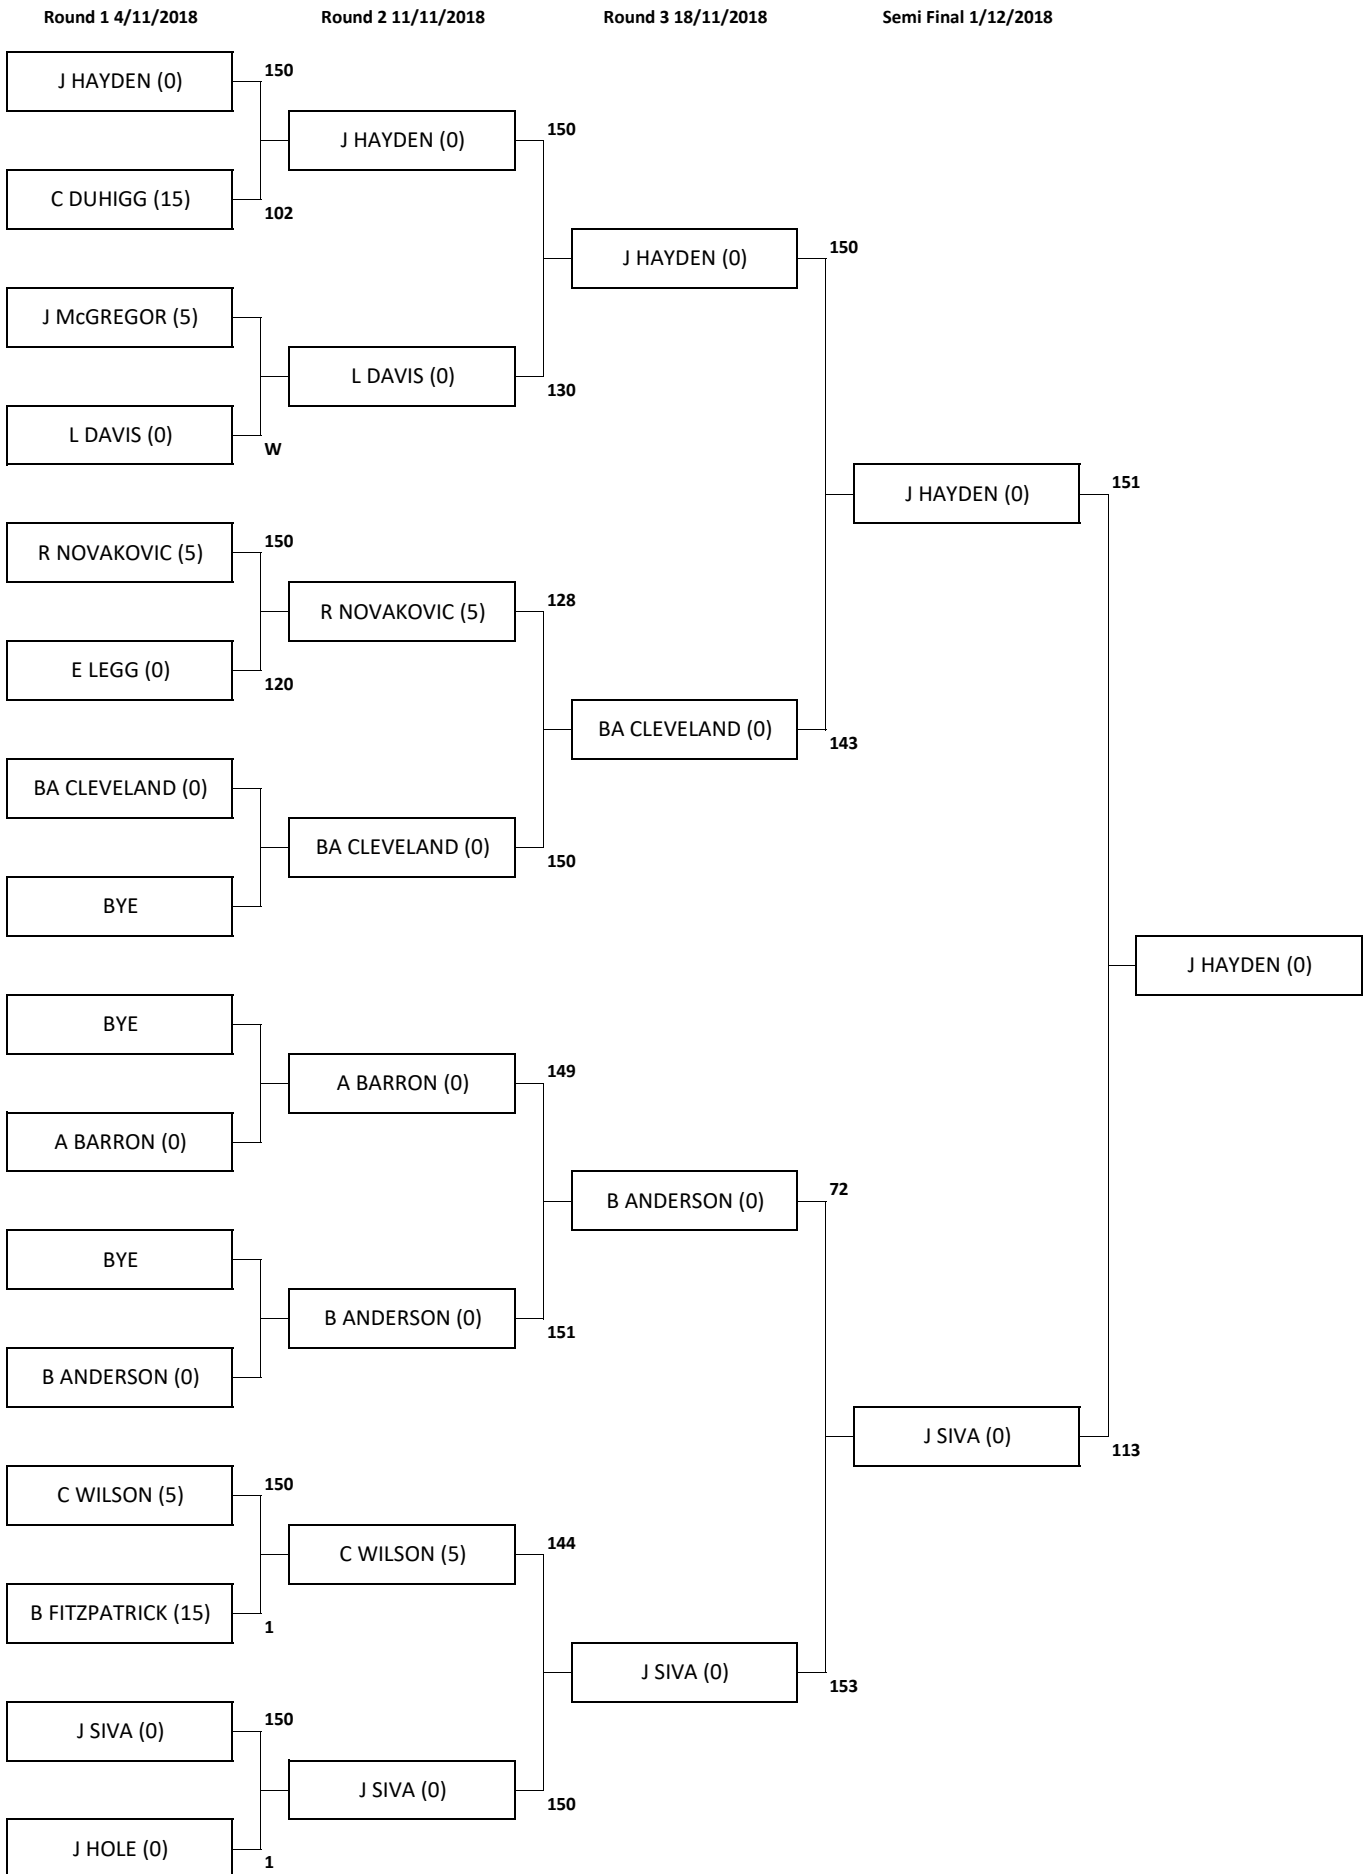 Round 1 4/11/2018 Round 2 11/11/2018 Round 3 18/11/2018 Semi Final 1/12/2018
J HAYDEN (0) 150
J HAYDEN (0) 150
C DUHIGG (15) 102
J HAYDEN (0) 150
J McGREGOR (5)
L DAVIS (0) 130
L DAVIS (0) W
J HAYDEN (0) 151
R NOVAKOVIC (5) 150
R NOVAKOVIC (5) 128
E LEGG (0) 120
BA CLEVELAND (0) 143
BA CLEVELAND (0)
BA CLEVELAND (0) 150
BYE
J HAYDEN (0)
BYE
A BARRON (0) 149
A BARRON (0)
B ANDERSON (0) 72
BYE
B ANDERSON (0) 151
B ANDERSON (0)
J SIVA (0) 113
C WILSON (5) 150
C WILSON (5) 144
B FITZPATRICK (15) 1
J SIVA (0) 153
J SIVA (0) 150
J SIVA (0) 150
J HOLE (0) 1